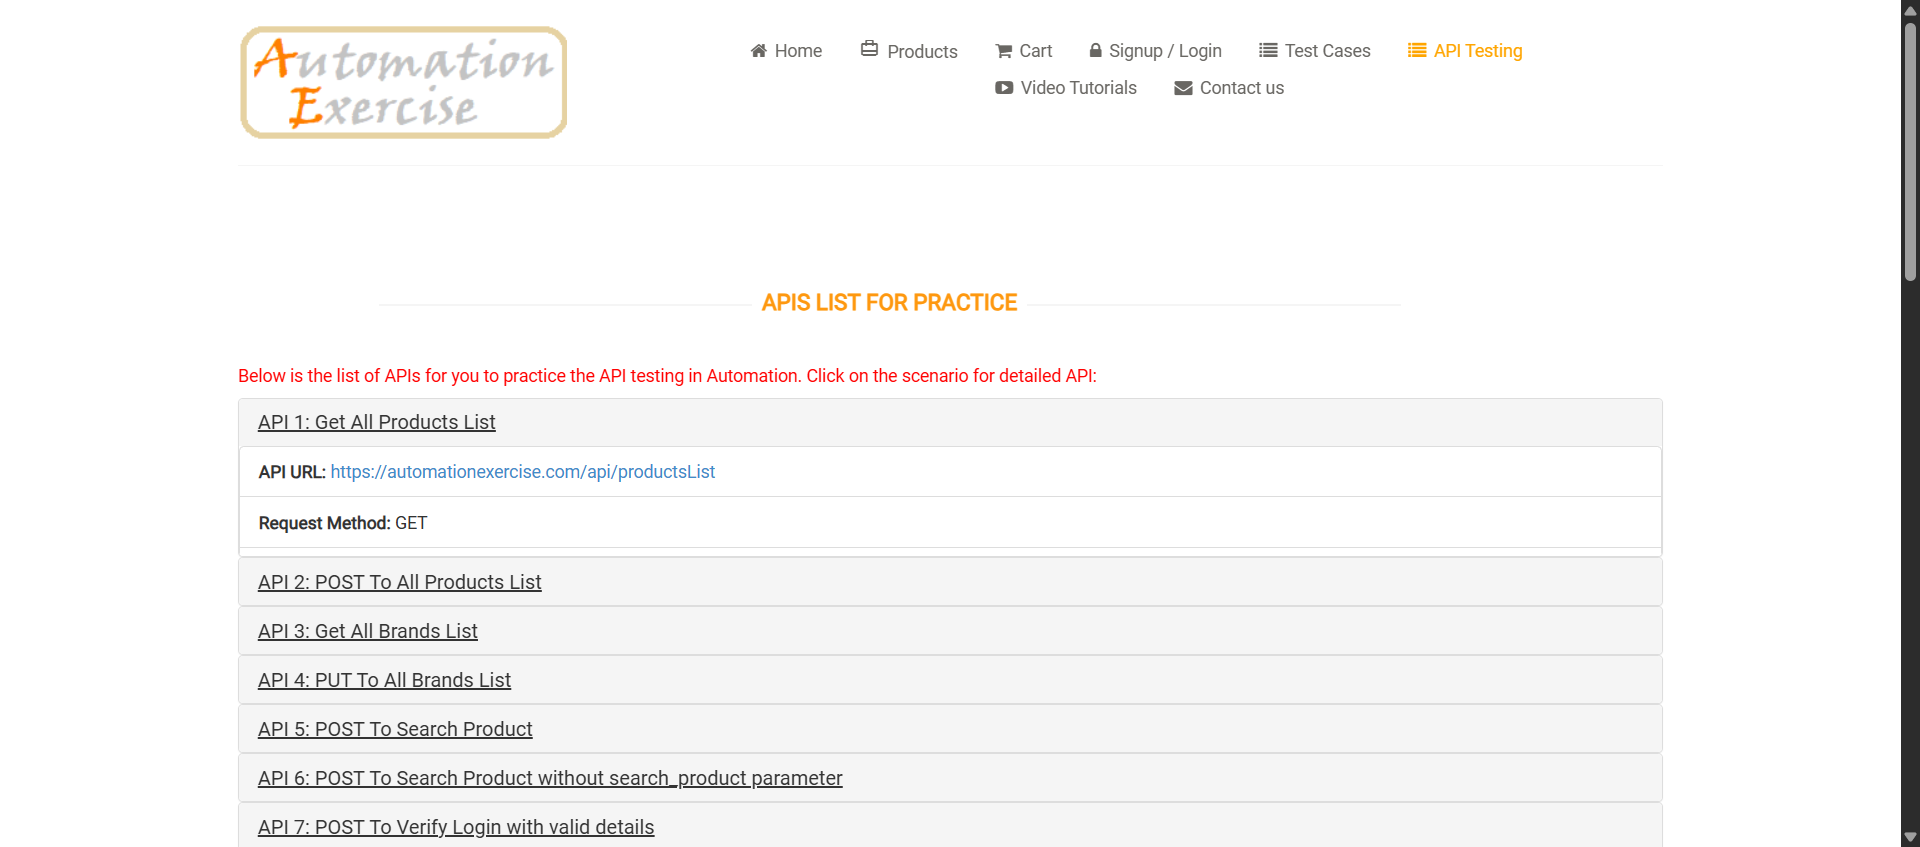 Automation
Exercise
Home
Products
Cart
Signup / Login
Test Cases
API Testing
Video Tutorials
Contact us
APIS LIST FOR PRACTICE
Below is the list of APIs for you to practice the API testing in Automation. Click on the scenario for detailed API:
API 1: Get All Products List
API URL: https://automationexercise.com/api/productsList
Request Method: GET
API 2: POST To All Products List
API 3: Get All Brands List
API 4: PUT To All Brands List
API 5: POST To Search Product
API 6: POST To Search Product without search_product parameter
API 7: POST To Verify Login with valid details